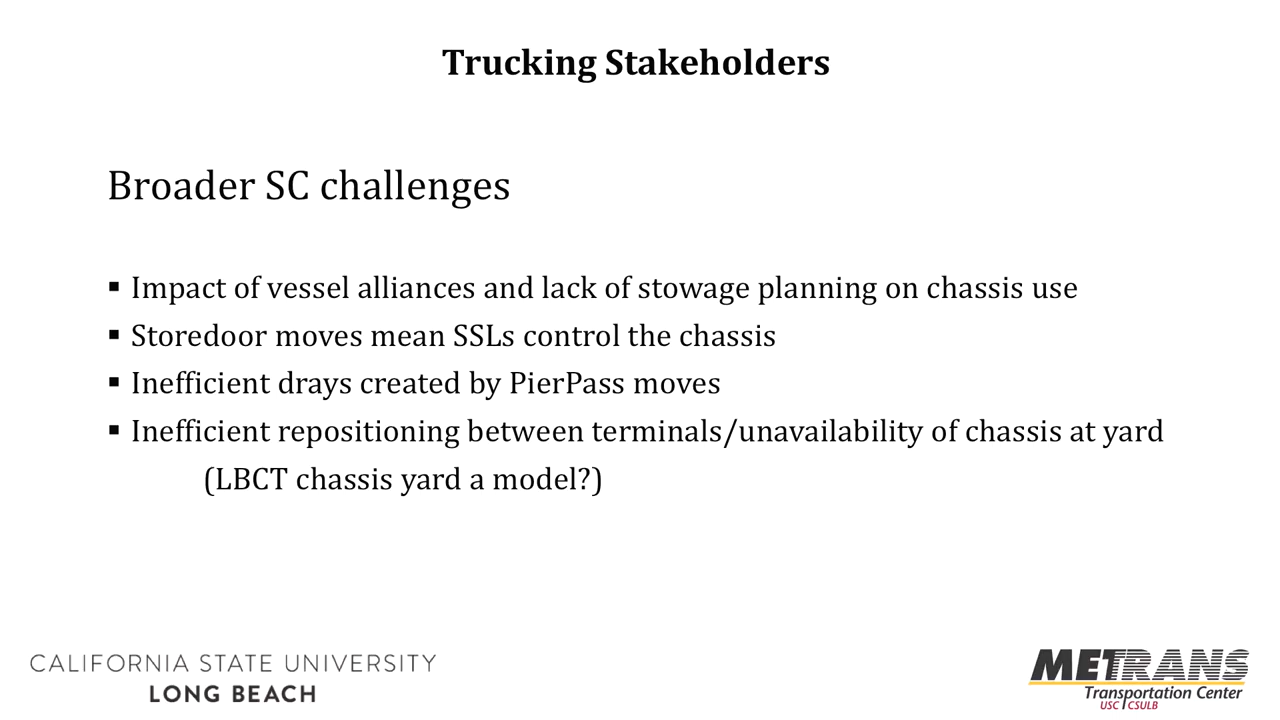 Trucking Stakeholders
Broader SC challenges
▪ Impact of vessel alliances and lack of stowage planning on chassis use
▪ Storedoor moves mean SSLs control the chassis
▪ Inefficient drays created by PierPass moves
▪ Inefficient repositioning between terminals/unavailability of chassis at yard
(LBCT chassis yard a model?)
CALIFORNIA STATE UNIVERSITY
LONG BEACH
METRANS
Transportation Center
USC CSULB